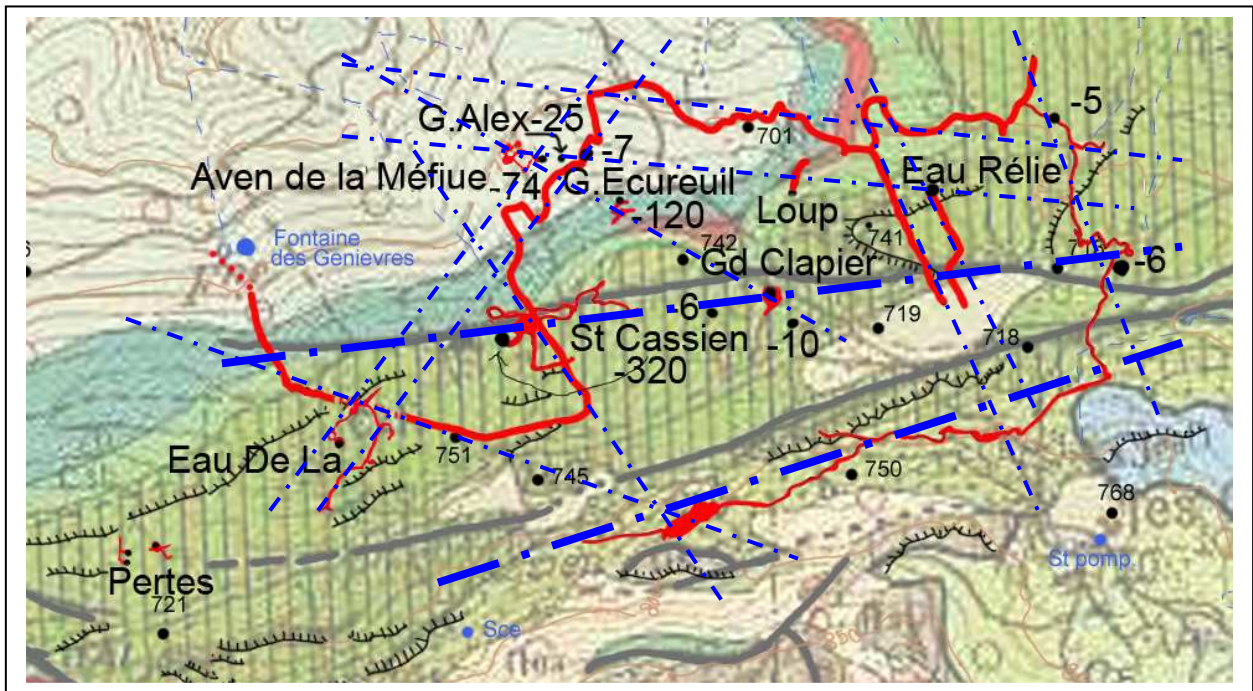 -5
701
G.Alex-25
-7
Aven de la Méfiue
-74
G.Ecureuil
-120
Eau Rélie
Loup
741
742
Fontaine
des Genievres
Gd Clapier
-6
-6
719
718
St Cassien
-10
-320
Eau De La
751
745
750
768
St pomp.
Pertes
721
Sce